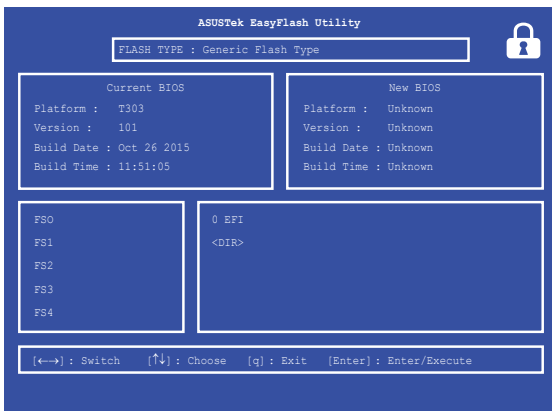 ASUSTek EasyFlash Utility
FLASH TYPE : Generic Flash Type
Current BIOS
Platform : T303
Version : 101
Build Date : Oct 26 2015
Build Time : 11:51:05
New BIOS
Platform : Unknown
Version : Unknown
Build Date : Unknown
Build Time : Unknown
FSO
FS1
FS2
FS3
FS4
0 EFI
<DIR>
[←→]: Switch [↑↓]: Choose [q]: Exit [Enter]: Enter/Execute